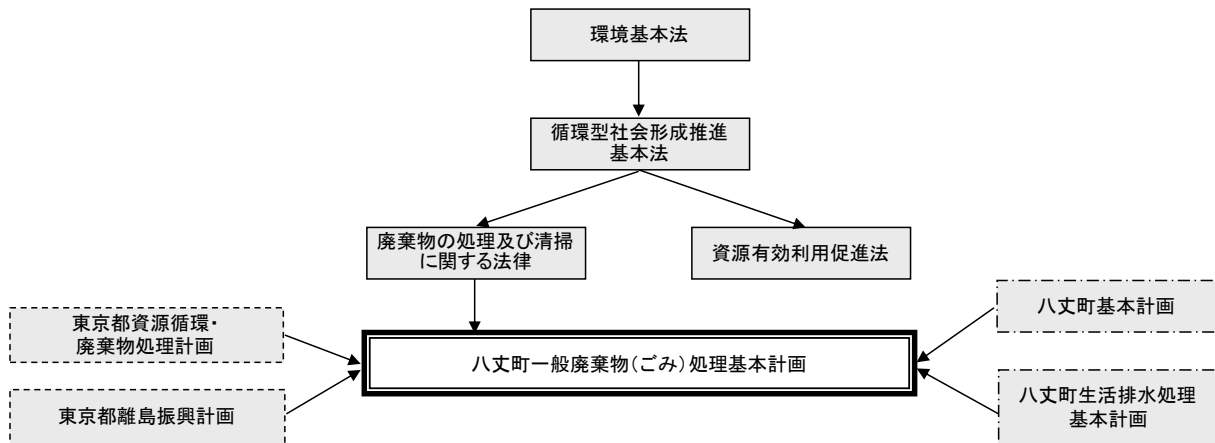 環境基本法
循環型社会形成推進
基本法
廃棄物の処理及び清掃
に関する法律
資源有効利用促進法
東京都資源循環・
廃棄物処理計画
八丈町基本計画
八丈町一般廃棄物(ごみ)処理基本計画
東京都離島振興計画
八丈町生活排水処理
基本計画